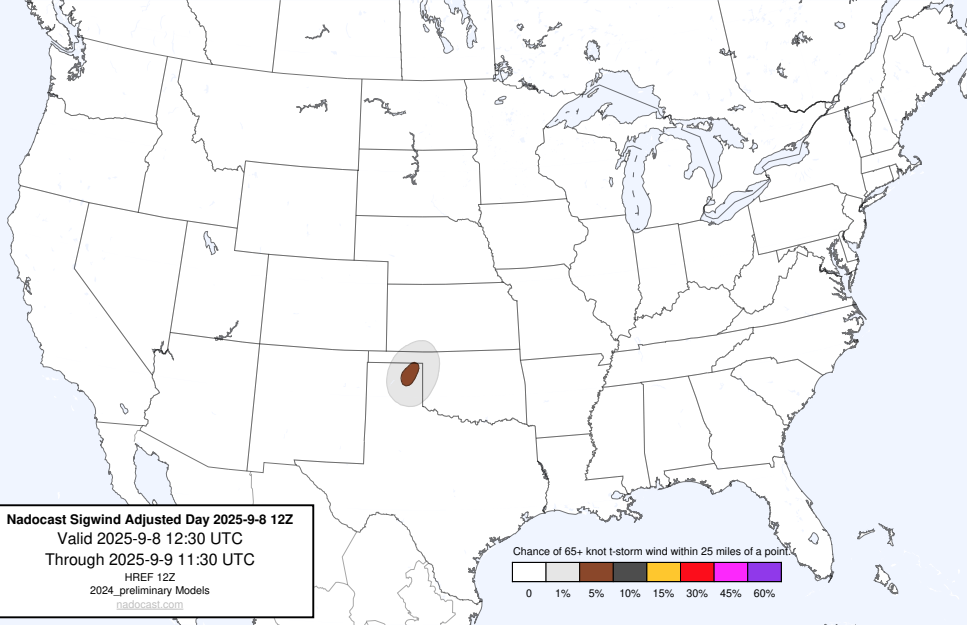 Nadocast Sigwind Adjusted Day 2025-9-8 12Z
Valid 2025-9-8 12:30 UTC
Through 2025-9-9 11:30 UTC
HREF 12Z
2024_preliminary Models
nadocast.com
Chance of 65+ knot t-storm wind within 25 miles of a point.
0 1% 5% 10% 15% 30% 45% 60%